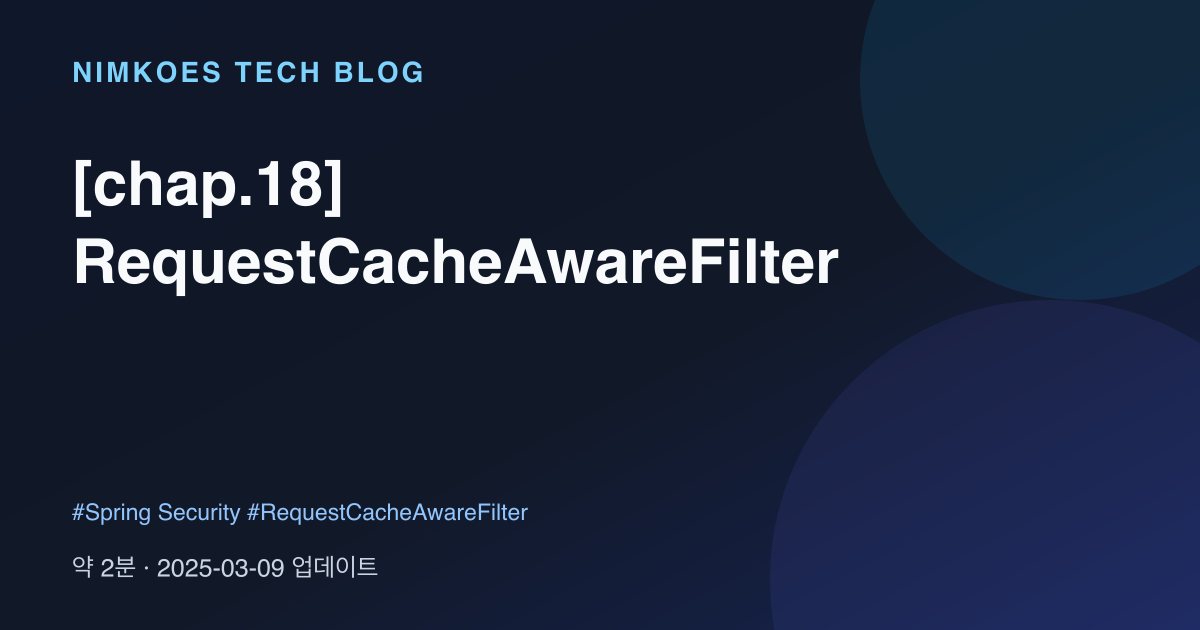 NIMKOES TECH BLOG
[chap.18]
RequestCacheAwareFilter
#Spring Security #RequestCacheAwareFilter
약 2분 · 2025-03-09 업데이트